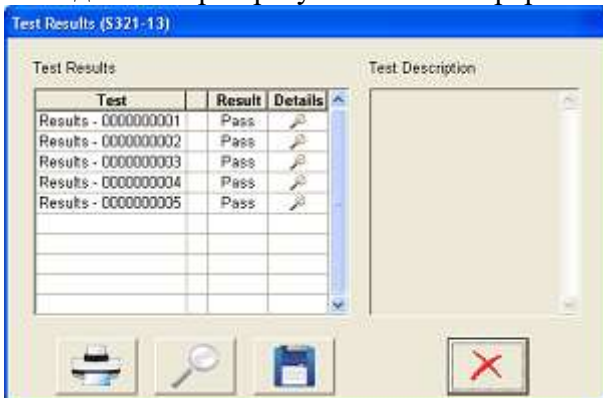 Test Results (S321-13)
Test Results
Test Description
Test Result Details
Results - 0000000001 Pass
Results - 0000000002 Pass
Results - 0000000003 Pass
Results - 0000000004 Pass
Results - 0000000005 Pass